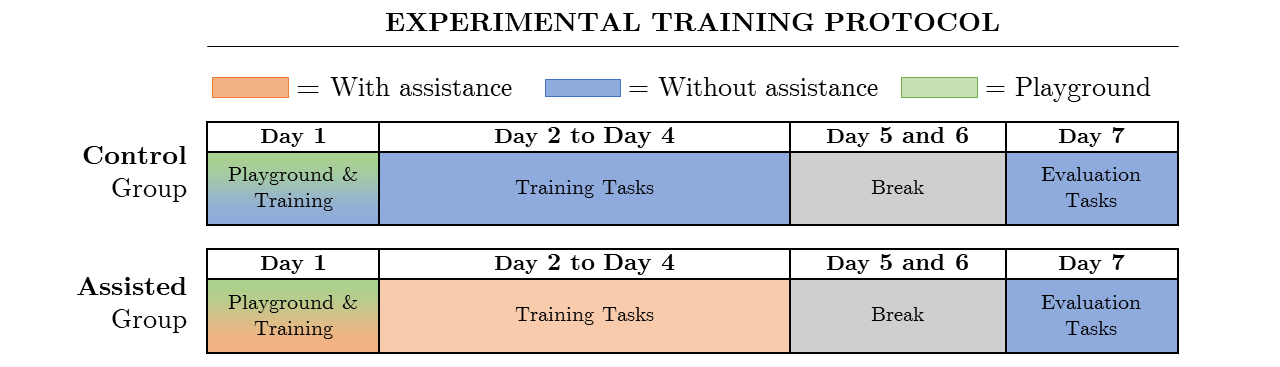 EXPERIMENTAL TRAINING PROTOCOL
= With assistance = Without assistance = Playground
Control
Group
Day 1 Day 2 to Day 4 Day 5 and 6 Day 7
Playground &
Training
Training Tasks
Break
Evaluation
Tasks
Assisted
Group
Day 1 Day 2 to Day 4 Day 5 and 6 Day 7
Playground &
Training
Training Tasks
Break
Evaluation
Tasks